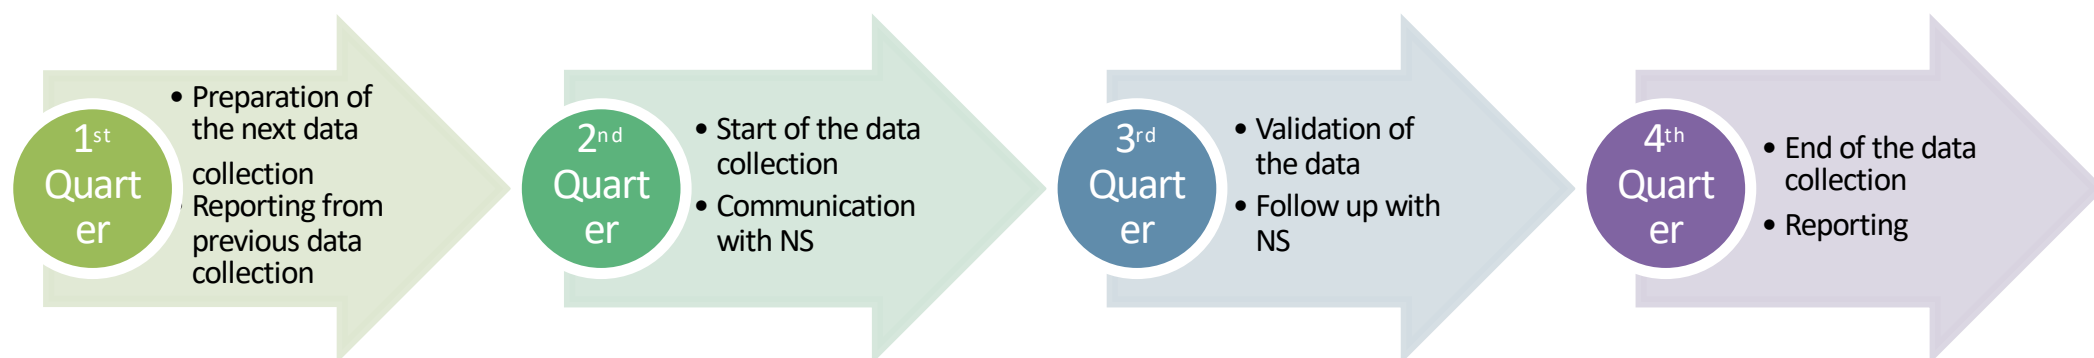 1st
Quart
er
• Preparation of
the next data
collection
• Reporting from
previous data
collection
2nd
Quart
er
• Start of the data
collection
• Communication
with NS
3rd
Quart
er
• Validation of
the data
• Follow up with
NS
4th
Quart
er
• End of the data
collection
• Reporting